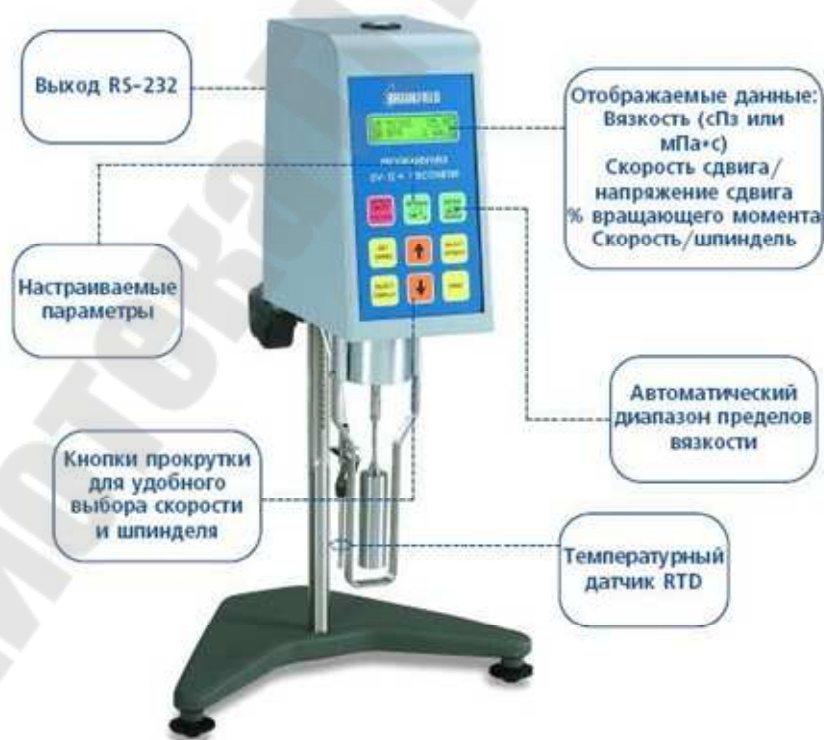 Выход RS-232
Отображаемые данные:
Вязкость (сПз или
мПа•с)
Скорость сдвига/
напряжение сдвига
% вращающего момента
Скорость/шпиндель
Настраиваемые
параметры
Автоматический
диапазон пределов
вязкости
Кнопки прокрутки
для удобного
выбора скорости
и шпинделя
Температурный
датчик RTD